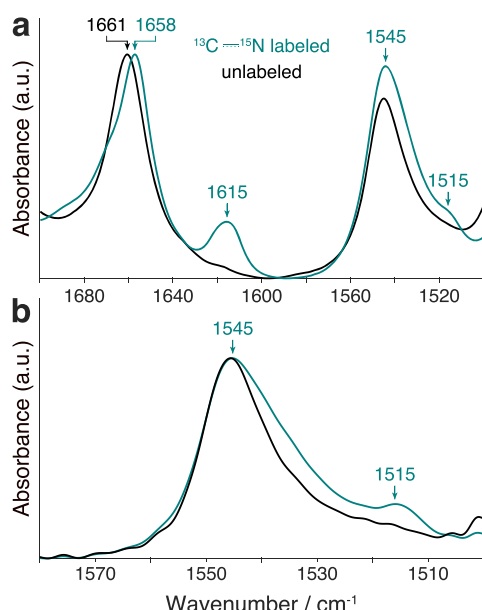 a
1661 1658
¹³C ⎓ ¹⁵N labeled
unlabeled
1545
1615
1515
Absorbance (a.u.)
1680 1640 1600 1560 1520
b
1545
1515
Absorbance (a.u.)
1570 1545 1530 1510
Wavenumber / cm⁻¹